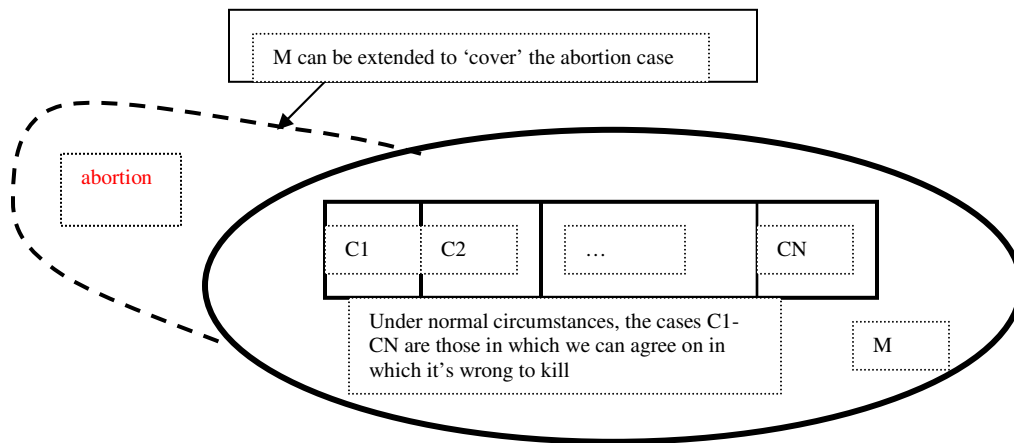 M can be extended to ‘cover’ the abortion case
abortion
C1
C2
…
CN
Under normal circumstances, the cases C1-
CN are those in which we can agree on in
which it’s wrong to kill
M